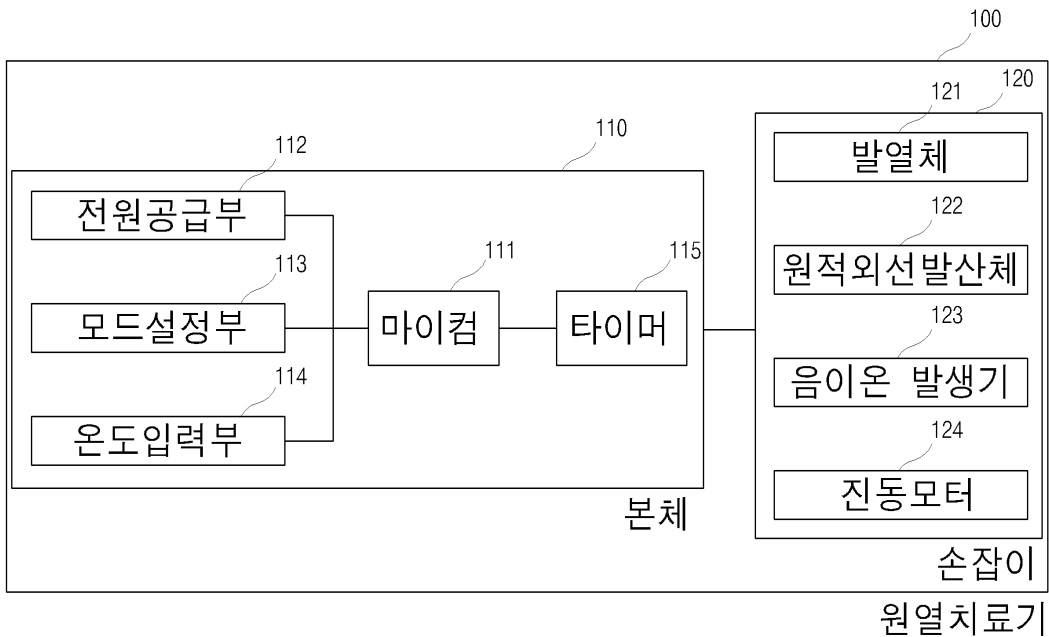 100
120
121
발열체
110
112
전원공급부
122
원적외선발산체
113
모드설정부
111
마이컴
115
타이머
123
음이온 발생기
114
온도입력부
124
진동모터
본체
손잡이
원열치료기